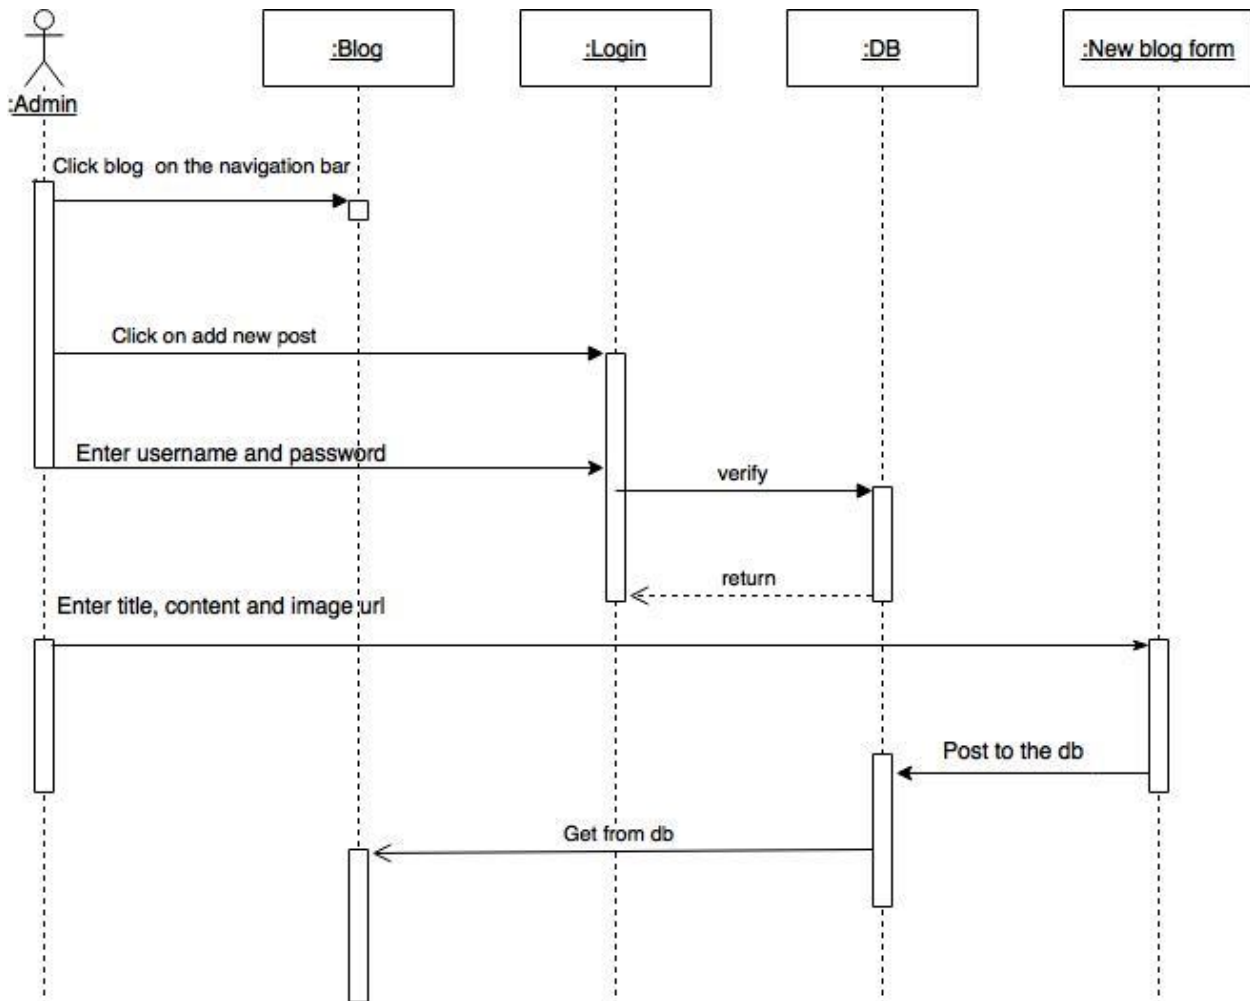 :Blog
:Login
:DB
:New blog form
:Admin
Click blog on the navigation bar
Click on add new post
Enter username and password
verify
return
Enter title, content and image url
Post to the db
Get from db